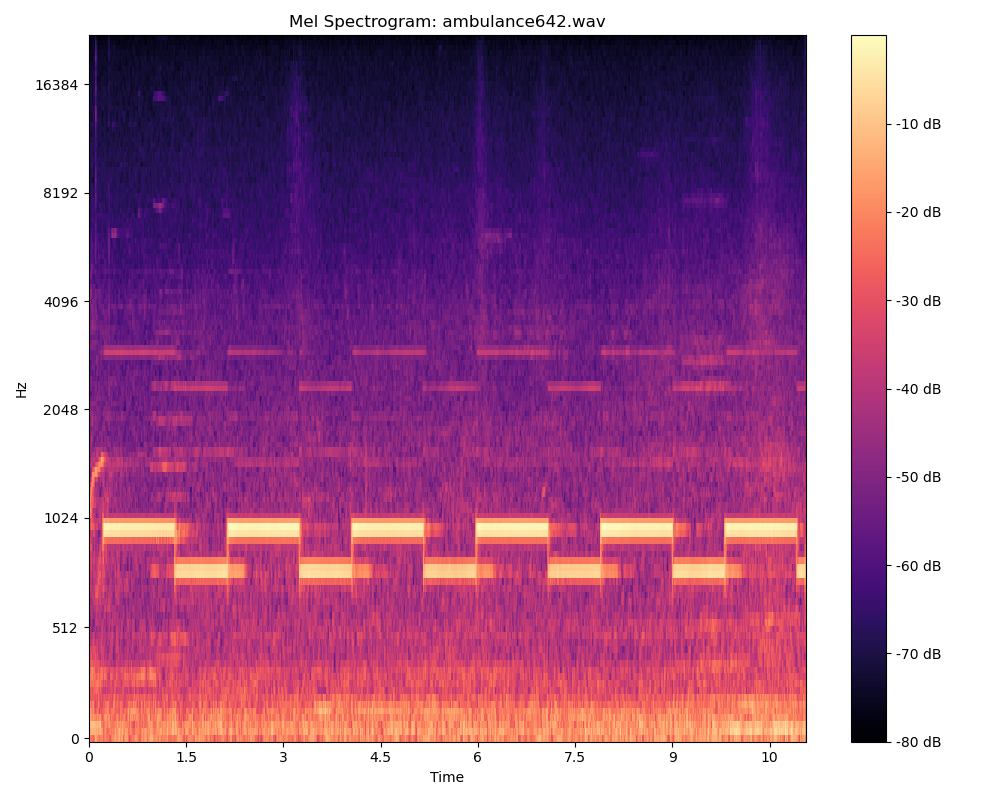 Mel Spectrogram: ambulance642.wav
16384
8192
4096
2048
1024
512
0
Hz
0 1.5 3 4.5 6 7.5 9 10
Time
-10 dB
-20 dB
-30 dB
-40 dB
-50 dB
-60 dB
-70 dB
-80 dB